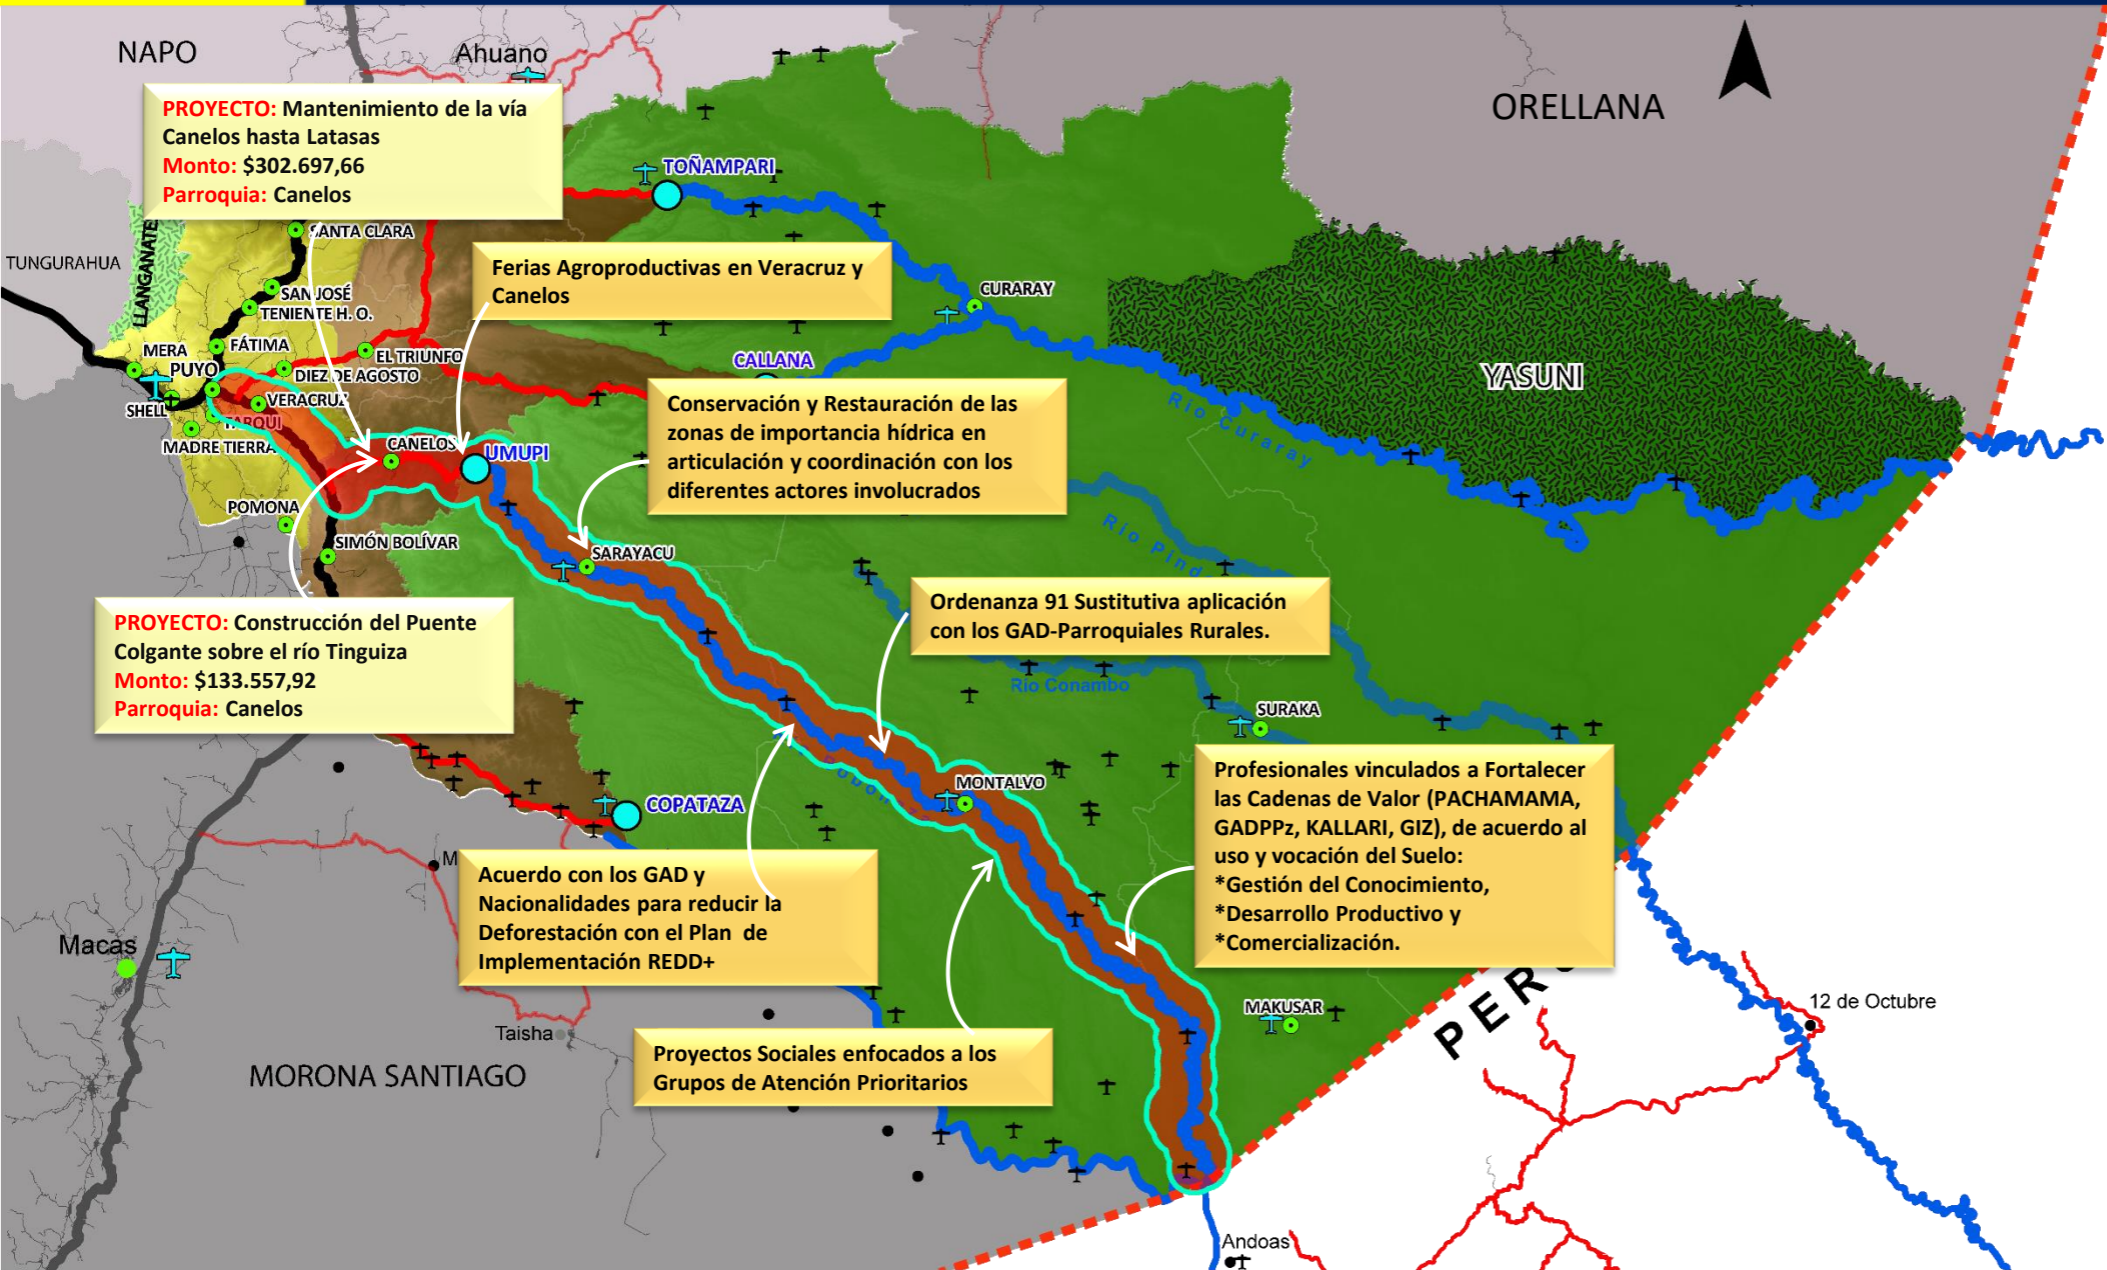 NAPO
Ahuano
ORELLANA
PROYECTO: Mantenimiento de la vía
Canelos hasta Latasas
Monto: $302.697,66
Parroquia: Canelos
TOÑAMPARI
SANTA CLARA
TUNGURAHUA
LLANGANATE
Ferias Agroproductivas en Veracruz y
Canelos
SAN JOSÉ
TENIENTE H. O.
CURARAY
MERA
FÁTIMA
EL TRIUNFO
CALLANA
PUYO
DIEZ DE AGOSTO
YASUNI
SHELL
VERACRUZ
TARQUI
MADRE TIERRA
CANELOS
UMUPI
Río Curaray
Conservación y Restauración de las
zonas de importancia hídrica en
articulación y coordinación con los
diferentes actores involucrados
POMONA
SIMÓN BOLÍVAR
SARAYACU
Río Pind
PROYECTO: Construcción del Puente
Colgante sobre el río Tinguiza
Monto: $133.557,92
Parroquia: Canelos
Ordenanza 91 Sustitutiva aplicación
con los GAD-Parroquiales Rurales.
Río Conambo
SURAKA
MONTALVO
COPATAZA
Profesionales vinculados a Fortalecer
las Cadenas de Valor (PACHAMAMA,
GADPPz, KALLARI, GIZ), de acuerdo al
uso y vocación del Suelo:
*Gestión del Conocimiento,
*Desarrollo Productivo y
*Comercialización.
M
Acuerdo con los GAD y
Nacionalidades para reducir la
Deforestación con el Plan de
Implementación REDD+
Macas
PER
MAKUSAR
12 de Octubre
Taisha
Proyectos Sociales enfocados a los
Grupos de Atención Prioritarios
MORONA SANTIAGO
Andoas